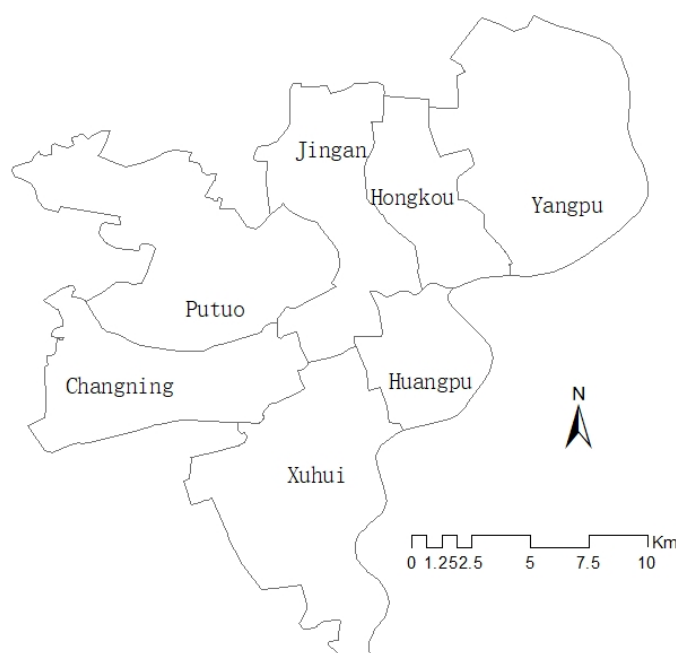 Jingan
Hongkou
Yangpu
Putuo
Changning
Huangpu
N
Xuhui
Km
0 1.252.5 5 7.5 10